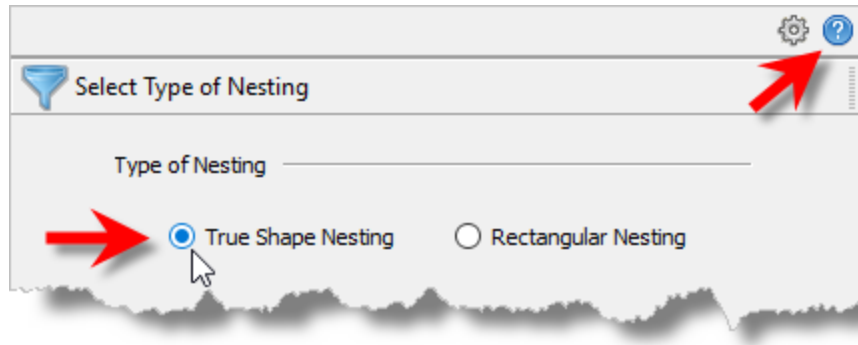 ?
Select Type of Nesting
Type of Nesting
True Shape Nesting
Rectangular Nesting